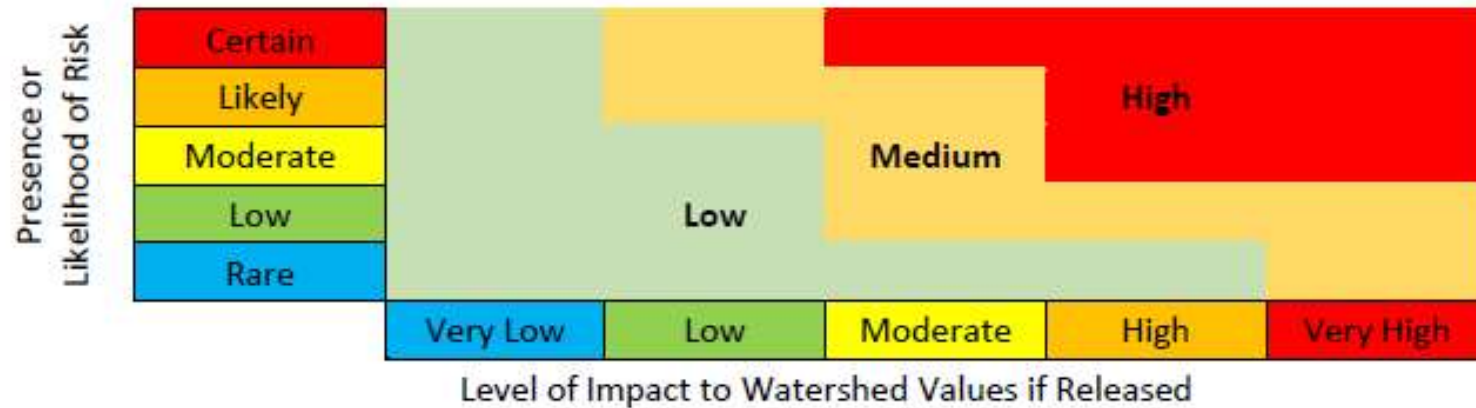 Presence or
Likelihood of Risk
Certain
Likely
High
Moderate
Medium
Low
Low
Rare
Very Low
Low
Moderate
High
Very High
Level of Impact to Watershed Values if Released